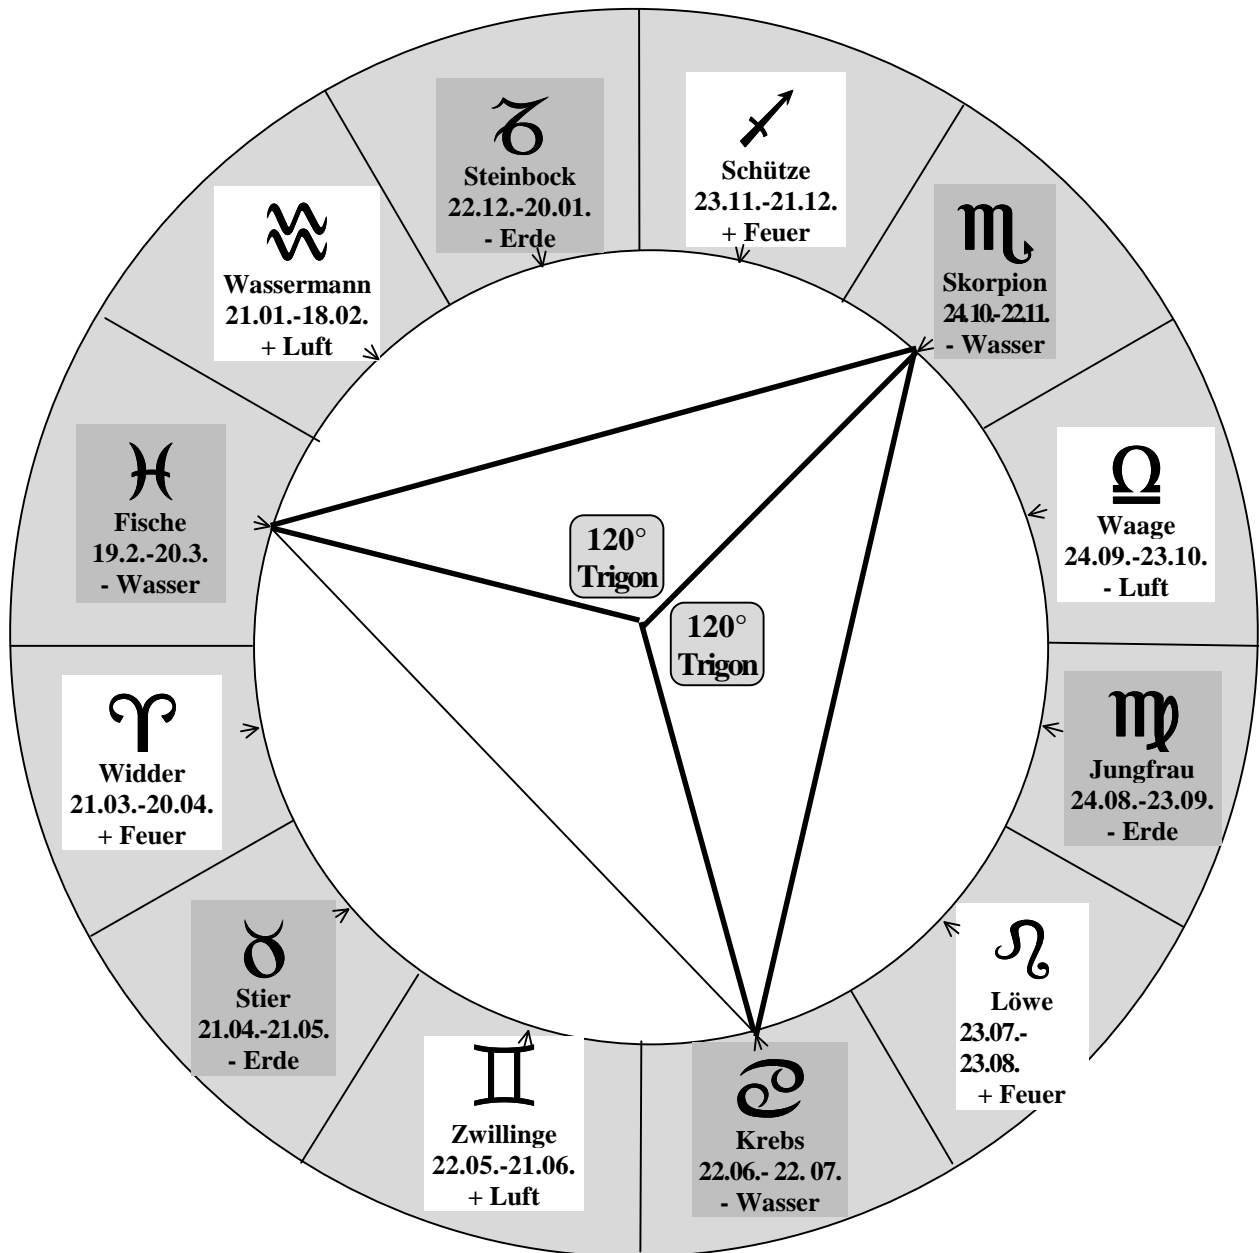 Steinbock
22.12.-20.01.
- Erde
Schütze
23.11.-21.12.
+ Feuer
Skorpion
24.10.-22.11.
- Wasser
Waage
24.09.-23.10.
- Luft
Jungfrau
24.08.-23.09.
- Erde
Löwe
23.07.-
23.08.
+ Feuer
Krebs
22.06.- 22. 07.
- Wasser
Zwillinge
22.05.-21.06.
+ Luft
Stier
21.04.-21.05.
- Erde
Widder
21.03.-20.04.
+ Feuer
Fische
19.2.-20.3.
- Wasser
Wassermann
21.01.-18.02.
+ Luft
120°
Trigon
120°
Trigon